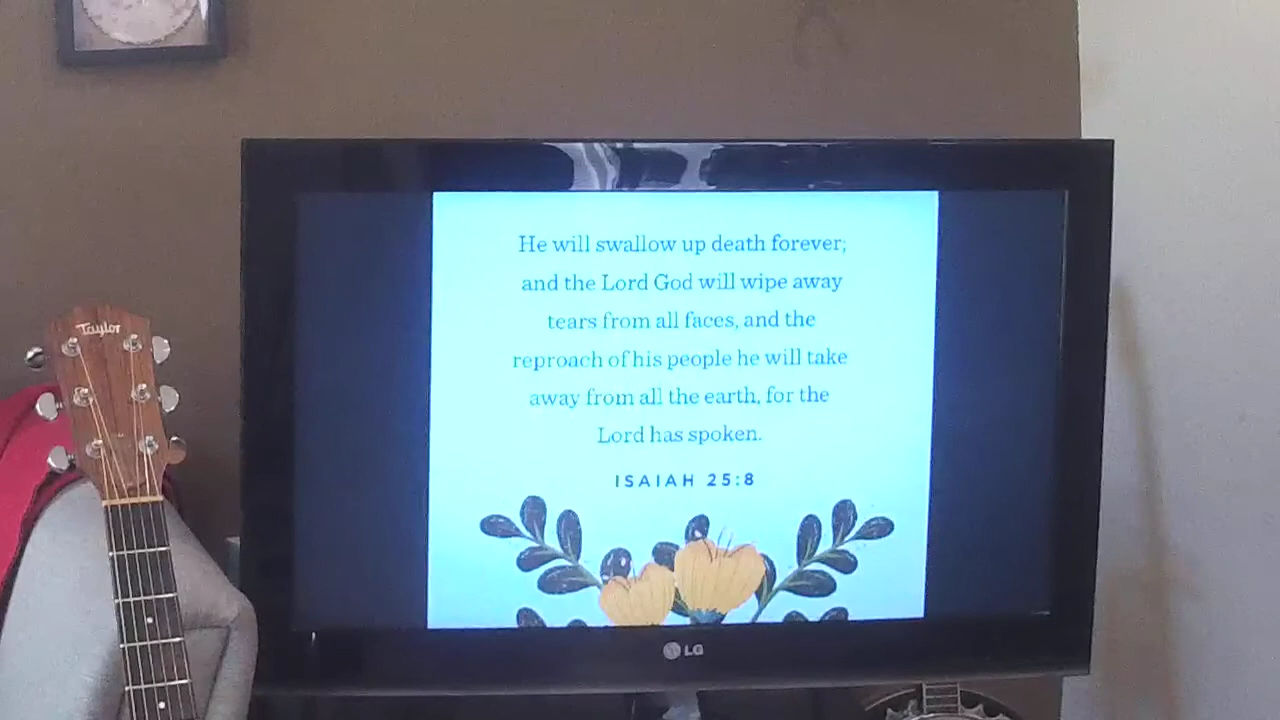 He will swallow up death forever;
and the Lord God will wipe away
tears from all faces, and the
reproach of his people he will take
away from all the earth, for the
Lord has spoken.
ISAIAH 25:8
Taylor
LG